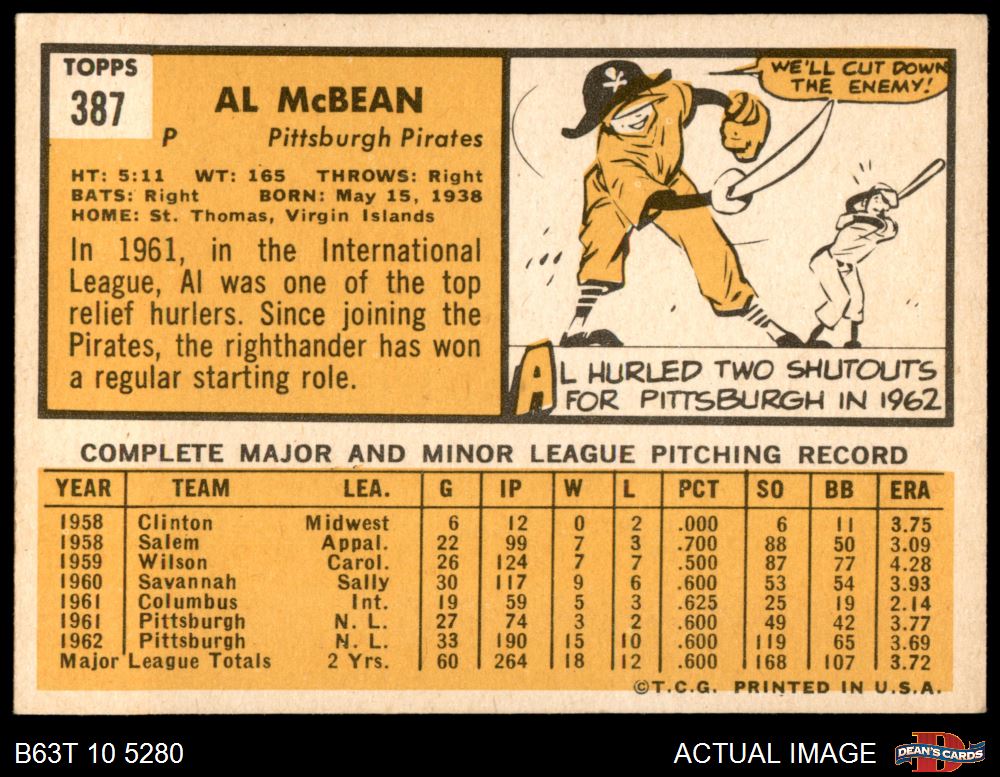 TOPPS
387
AL McBEAN
P Pittsburgh Pirates
HT: 5:11 WT: 165 THROWS: Right
BATS: Right BORN: May 15, 1938
HOME: St. Thomas, Virgin Islands
In 1961, in the International
League, Al was one of the top
relief hurlers. Since joining the
Pirates, the righthander has won
a regular starting role.
WE'LL CUT DOWN
THE ENEMY!
AL HURLED TWO SHUTOUTS
FOR PITTSBURGH IN 1962
COMPLETE MAJOR AND MINOR LEAGUE PITCHING RECORD
YEAR TEAM LEA. G IP W L PCT SO BB ERA
1958 Clinton Midwest 6 12 0 2 .000 6 11 3.75
1958 Salem Appal. 22 99 7 3 .700 88 50 3.09
1959 Wilson Carol. 26 124 7 7 .500 87 77 4.28
1960 Savannah Sally 30 117 9 6 .600 53 54 3.93
1961 Columbus Int. 19 59 5 3 .625 25 19 2.14
1961 Pittsburgh N. L. 27 74 3 2 .600 49 42 3.77
1962 Pittsburgh N. L. 33 190 15 10 .600 119 65 3.69
Major League Totals 2 Yrs. 60 264 18 12 .600 168 107 3.72
©T.C.G. PRINTED IN U.S.A.
B63T 10 5280
ACTUAL IMAGE
DEAN'S CARDS